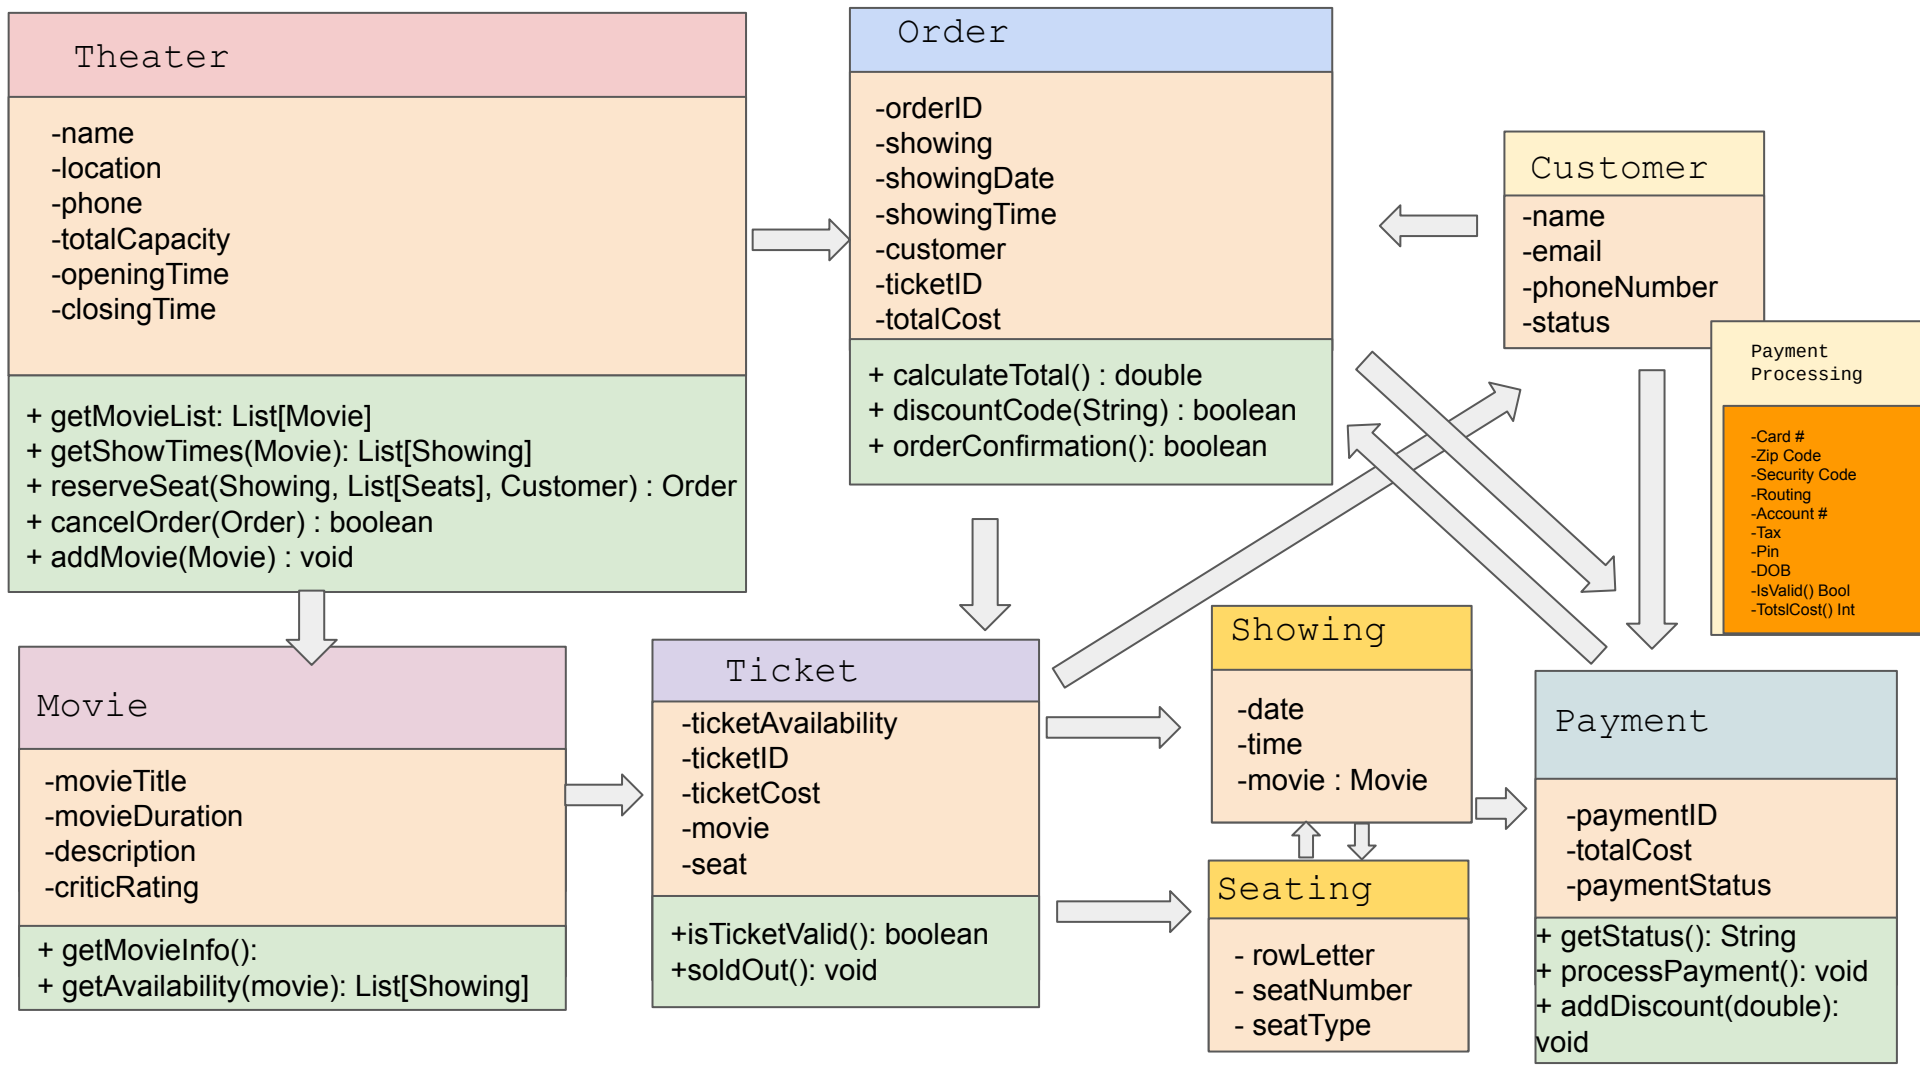 Theater
-name
-location
-phone
-totalCapacity
-openingTime
-closingTime
+ getMovieList: List[Movie]
+ getShowTimes(Movie): List[Showing]
+ reserveSeat(Showing, List[Seats], Customer) : Order
+ cancelOrder(Order) : boolean
+ addMovie(Movie) : void
Order
-orderID
-showing
-showingDate
-showingTime
-customer
-ticketID
-totalCost
+ calculateTotal() : double
+ discountCode(String) : boolean
+ orderConfirmation(): boolean
Customer
-name
-email
-phoneNumber
-status
Payment
Processing
-Card #
-Zip Code
-Security Code
-Routing
-Account #
-Tax
-Pin
-DOB
-IsValid() Bool
-TotslCost() Int
Movie
-movieTitle
-movieDuration
-description
-criticRating
+ getMovieInfo():
+ getAvailability(movie): List[Showing]
Ticket
-ticketAvailability
-ticketID
-ticketCost
-movie
-seat
+isTicketValid(): boolean
+soldOut(): void
Showing
-date
-time
-movie : Movie
Seating
- rowLetter
- seatNumber
- seatType
Payment
-paymentID
-totalCost
-paymentStatus
+ getStatus(): String
+ processPayment(): void
+ addDiscount(double):
void